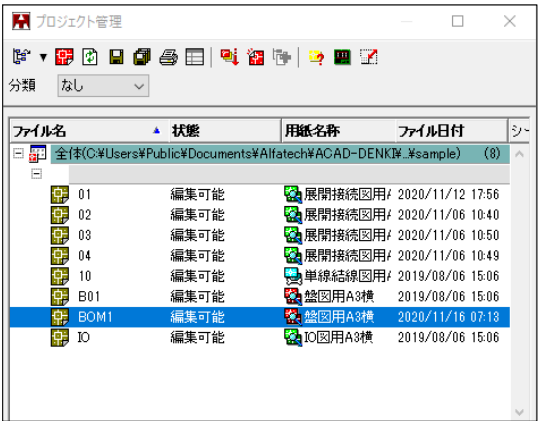 プロジェクト管理
分類 なし
ファイル名 状態 用紙名称 ファイル日付 シー
全体(C:¥Users¥Public¥Documents¥Alfatech¥ACAD-DENKI¥..¥sample) (8)
01 編集可能 展開接続図用A 2020/11/12 17:56
02 編集可能 展開接続図用A 2020/11/06 10:40
03 編集可能 展開接続図用A 2020/11/06 10:50
04 編集可能 展開接続図用A 2020/11/06 10:49
10 編集可能 単線結線図用A 2019/08/06 15:06
B01 編集可能 盤図用A3横 2019/08/06 15:06
BOM1 編集可能 盤図用A3横 2020/11/16 07:13
IO 編集可能 IO図用A3横 2019/08/06 15:06